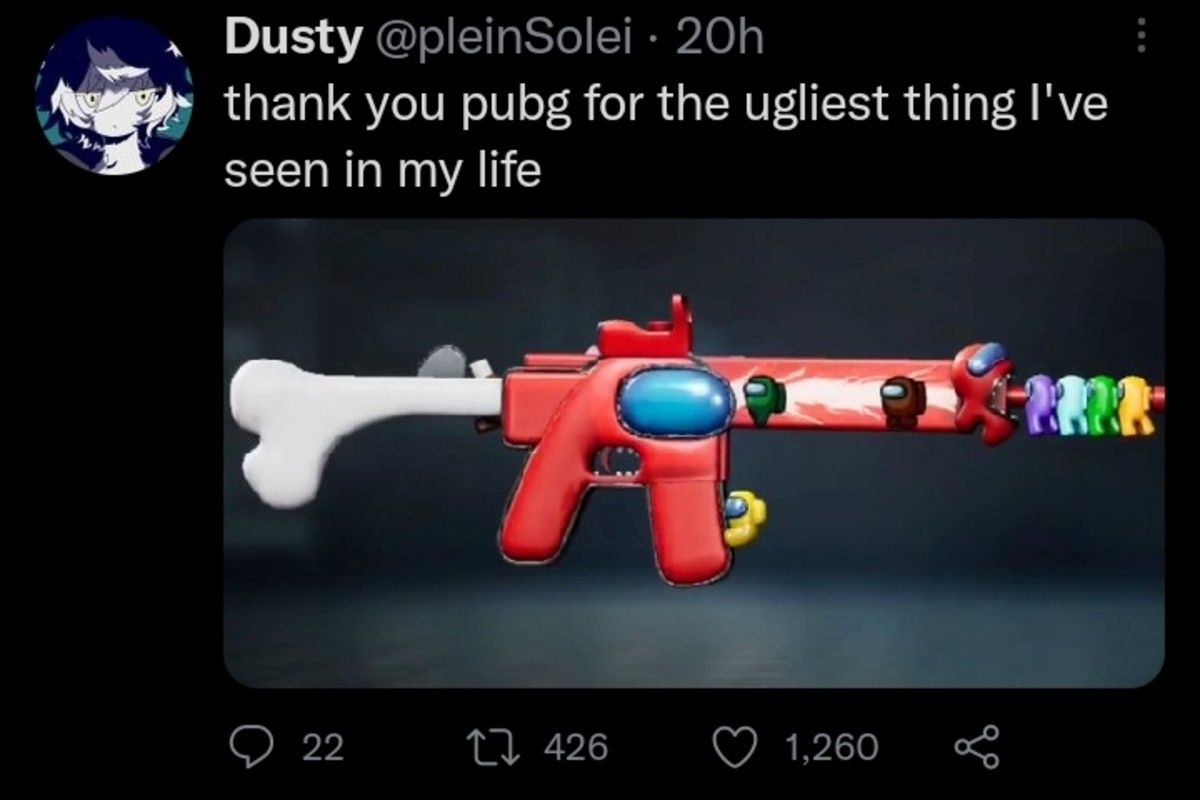 Dusty @pleinSolei · 20h
thank you pubg for the ugliest thing I've
seen in my life
22 426 1,260